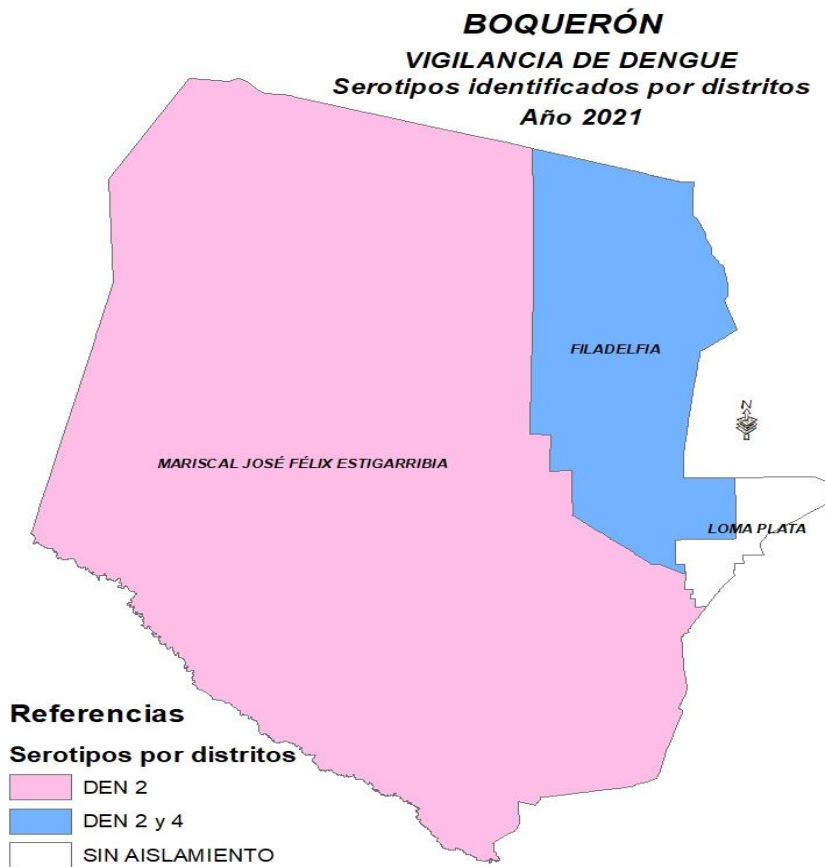 BOQUERÓN
VIGILANCIA DE DENGUE
Serotipos identificados por distritos
Año 2021
FILADELFIA
N
MARISCAL JOSÉ FÉLIX ESTIGARRIBIA
LOMA PLATA
Referencias
Serotipos por distritos
DEN 2
DEN 2 y 4
SIN AISLAMIENTO